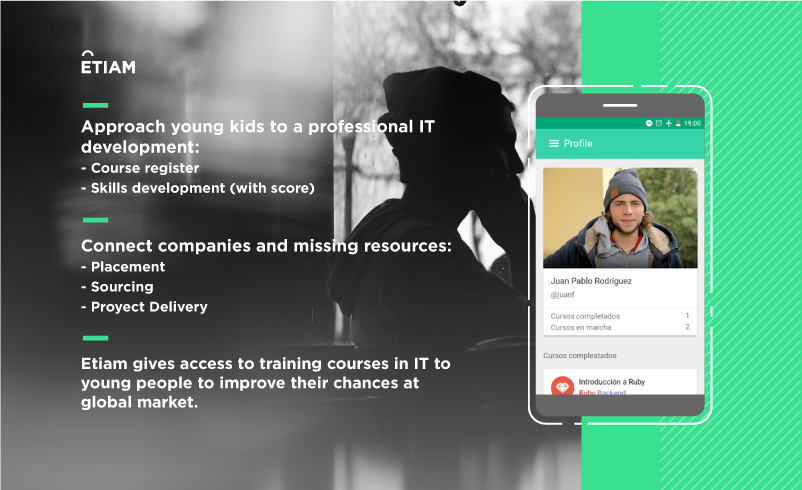 ETIAM
Approach young kids to a professional IT
development:
- Course register
- Skills development (with score)
Connect companies and missing resources:
- Placement
- Sourcing
- Proyect Delivery
Etiam gives access to training courses in IT to
young people to improve their chances at
global market.
19:00
Profile
Juan Pablo Rodríguez
@juanf
Cursos completados 1
Cursos en marcha 2
Cursos compleatados
Introducción a Ruby
Ruby Backend